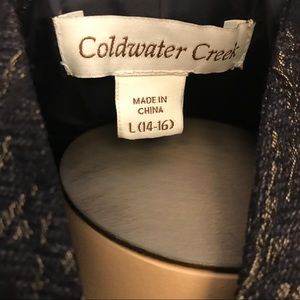 Coldwater Creek
MADE IN
CHINA
L (14-16)